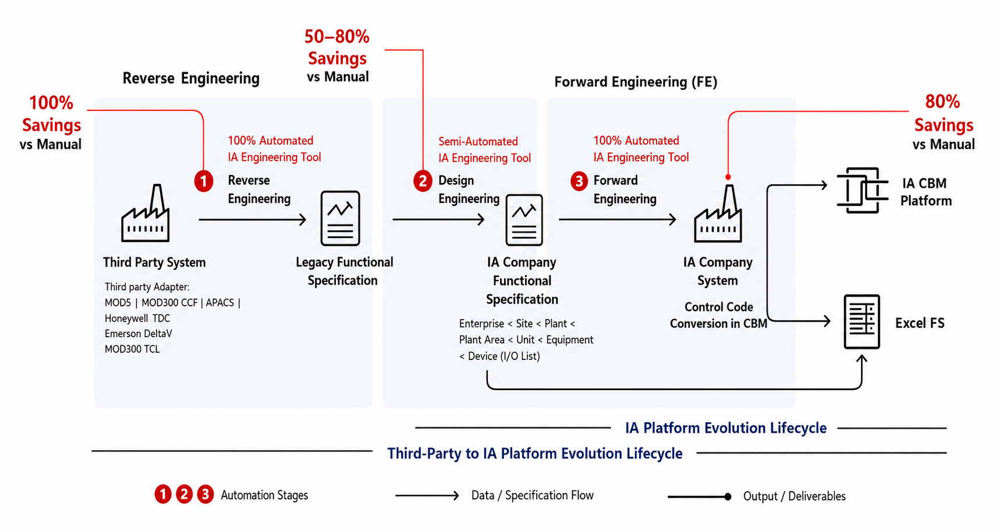 50–80%
Savings
vs Manual
Reverse Engineering
Forward Engineering (FE)
100%
Savings
vs Manual
80%
Savings
vs Manual
100% Automated
IA Engineering Tool
1
Reverse
Engineering
Semi-Automated
IA Engineering Tool
2
Design
Engineering
100% Automated
IA Engineering Tool
3
Forward
Engineering
IA CBM
Platform
Third Party System
Third party Adapter:
MOD5 | MOD300 CCF | APACS |
Honeywell TDC
Emerson DeltaV
MOD300 TCL
Legacy Functional
Specification
IA Company
Functional
Specification
Enterprise < Site < Plant <
Plant Area < Unit < Equipment
< Device (I/O List)
IA Company
System
Control Code
Conversion in CBM
Excel FS
IA Platform Evolution Lifecycle
Third-Party to IA Platform Evolution Lifecycle
1 2 3 Automation Stages
Data / Specification Flow
Output / Deliverables